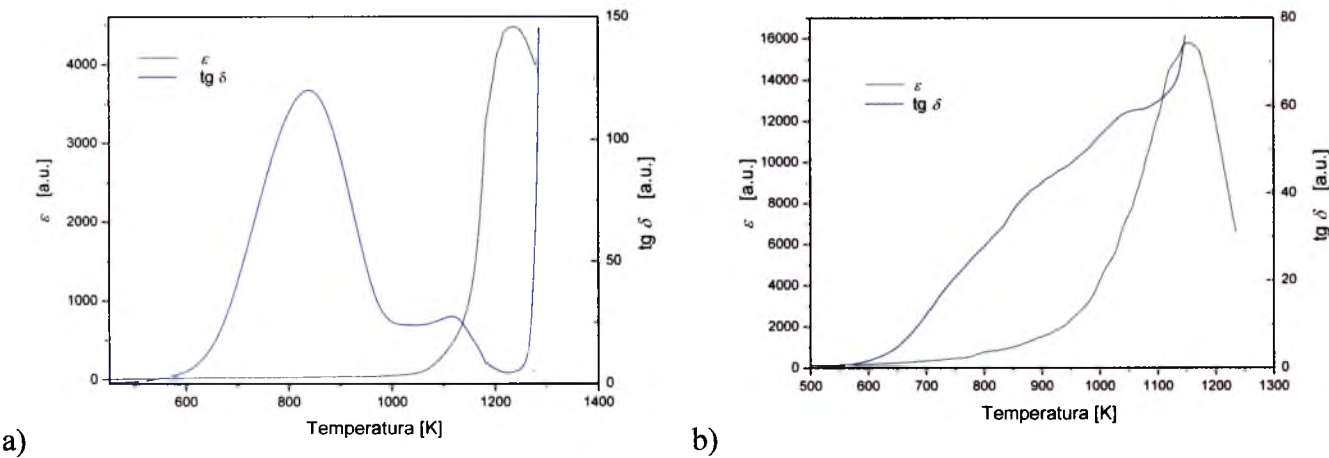 ε
tg δ
4000
3000
2000
1000
0
ε [a.u.]
150
100
50
0
tg δ [a.u.]
600 800 1000 1200 1400
Temperatura [K]
a)
ε
tg δ
16000
14000
12000
10000
8000
6000
4000
2000
0
ε [a.u.]
80
60
40
20
0
tg δ [a.u.]
500 600 700 800 900 1000 1100 1200 1300
Temperatura [K]
b)